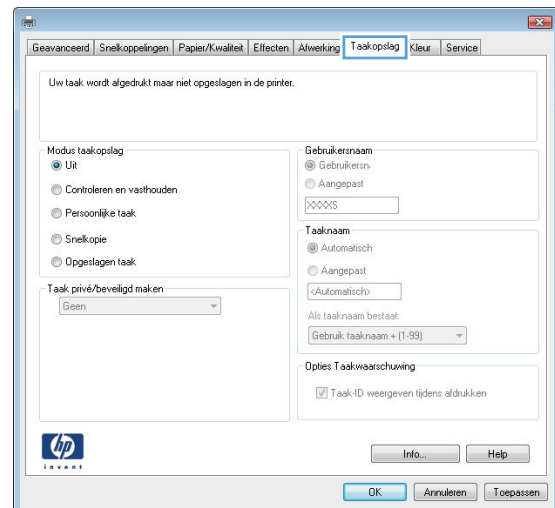 Geavanceerd Snelkoppelingen Papier/Kwaliteit Effecten Afwerking Taakopslag Kleur Service
Uw taak wordt afgedrukt maar niet opgeslagen in de printer.
Modus taakopslag
Uit
Controleren en vasthouden
Persoonlijke taak
Snelkopie
Opgeslagen taak
Taak privé/beveiligd maken
Geen
Gebruikersnaam
Gebruikersn.
Aangepast
XXXXS
Taaknaam
Automatisch
Aangepast
<Automatisch>
Als taaknaam bestaat:
Gebruik taaknaam + (1-99)
Opties Taakwaarschuwing
Taak-ID weergeven tijdens afdrukken
hp
invent
Info... Help
OK Annuleren Toepassen